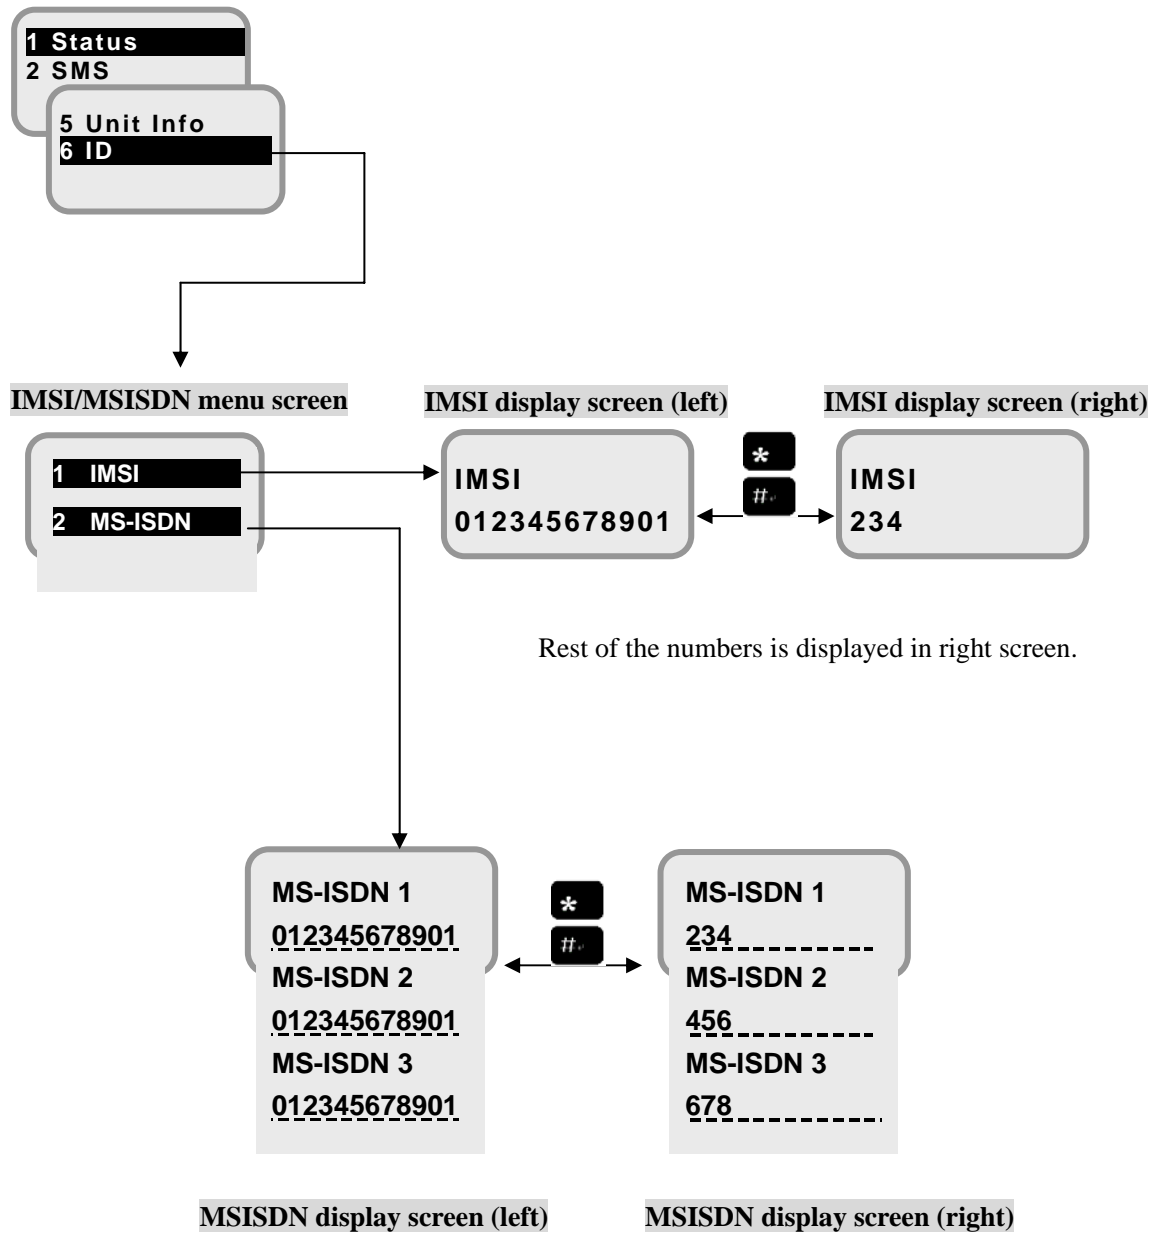 1 Status
2 SMS
5 Unit Info
6 ID
IMSI/MSISDN menu screen
IMSI display screen (left)
IMSI display screen (right)
1 IMSI
2 MS-ISDN
IMSI
012345678901
*
#
IMSI
234
Rest of the numbers is displayed in right screen.
MS-ISDN 1
012345678901
MS-ISDN 2
012345678901
MS-ISDN 3
012345678901
*
#
MS-ISDN 1
234
MS-ISDN 2
456
MS-ISDN 3
678
MSISDN display screen (left)
MSISDN display screen (right)